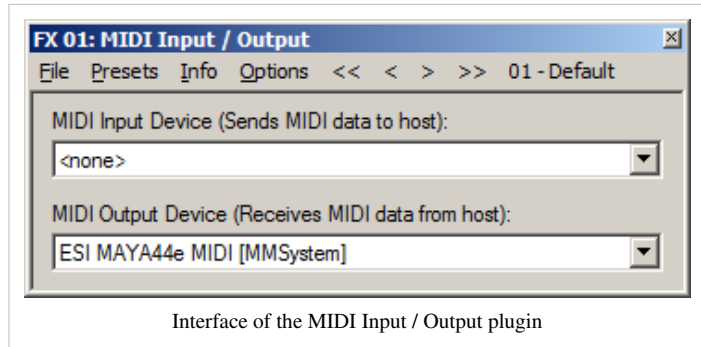 FX 01: MIDI Input / Output
File Presets Info Options << < > >> 01 - Default
MIDI Input Device (Sends MIDI data to host):
<none>
MIDI Output Device (Receives MIDI data from host):
ESI MAYA44e MIDI [MMSystem]
Interface of the MIDI Input / Output plugin